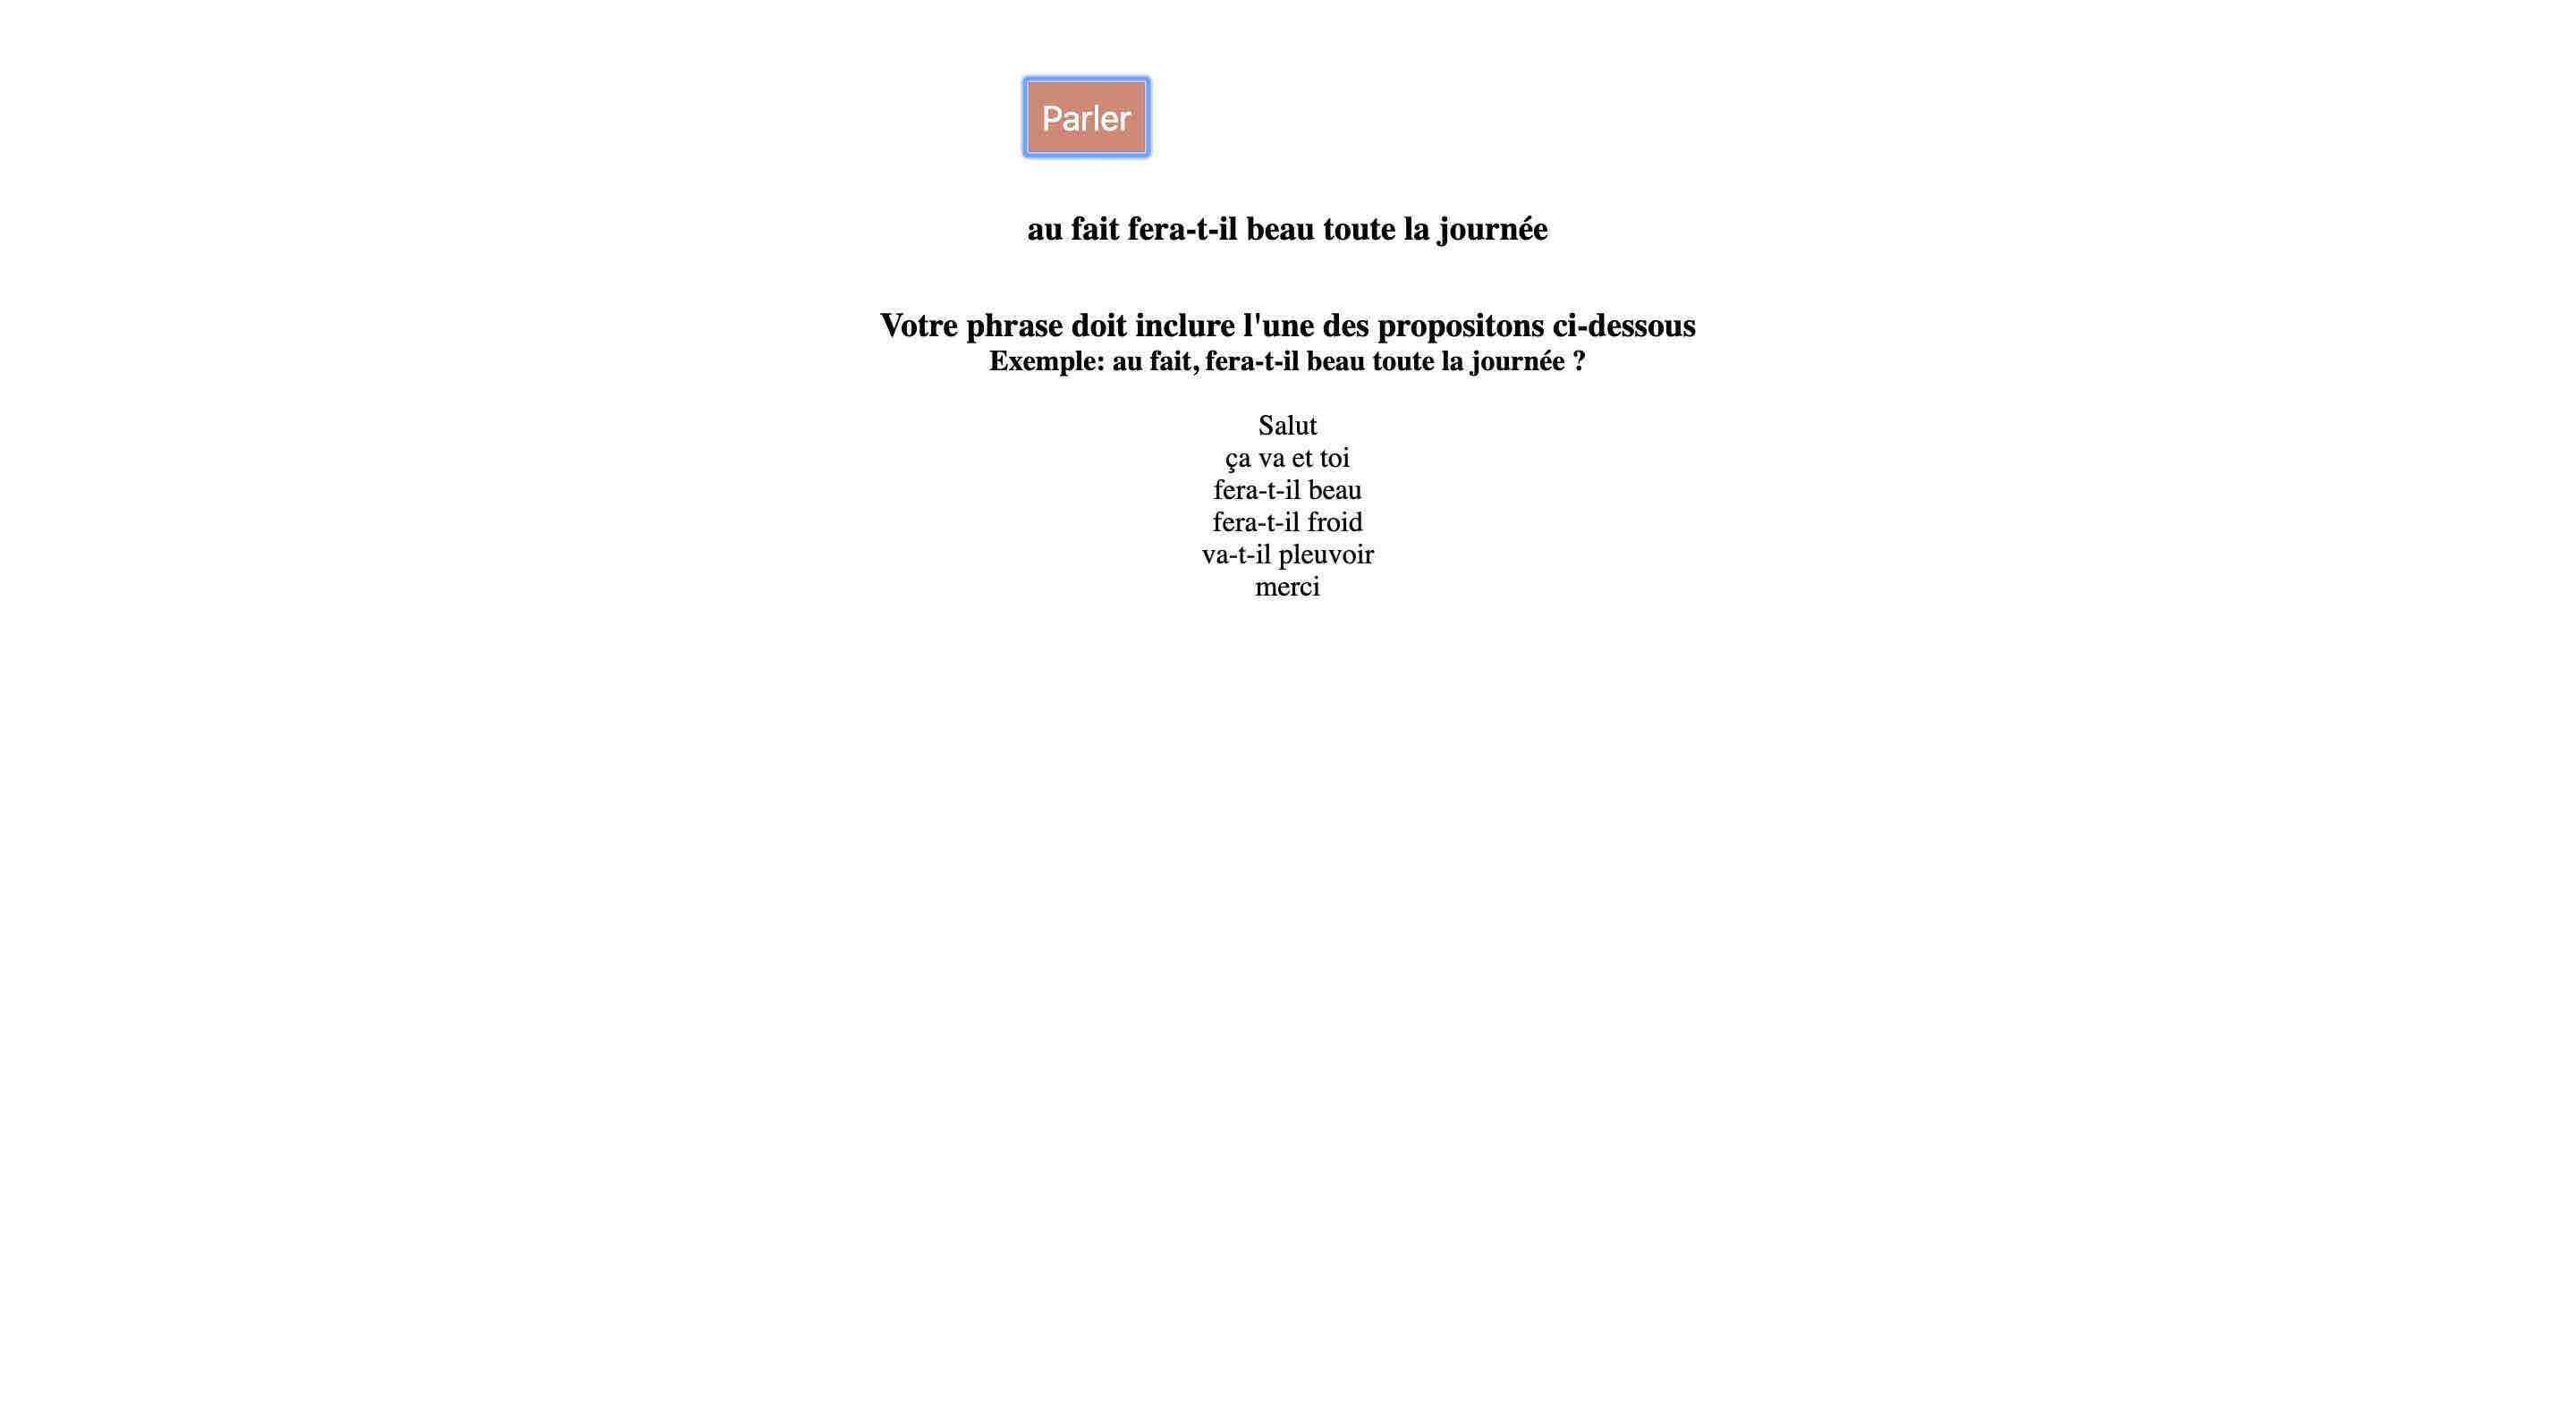 Parler
au fait fera-t-il beau toute la journée
Votre phrase doit inclure l'une des propositons ci-dessous
Exemple: au fait, fera-t-il beau toute la journée ?
Salut
ça va et toi
fera-t-il beau
fera-t-il froid
va-t-il pleuvoir
merci